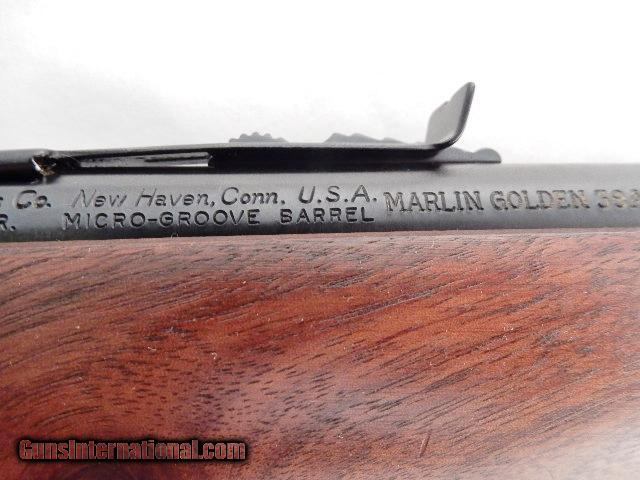 Co. New Haven, Conn. U.S.A. MARLIN GOLDEN
R. MICRO-GROOVE BARREL
GunsInternational.com